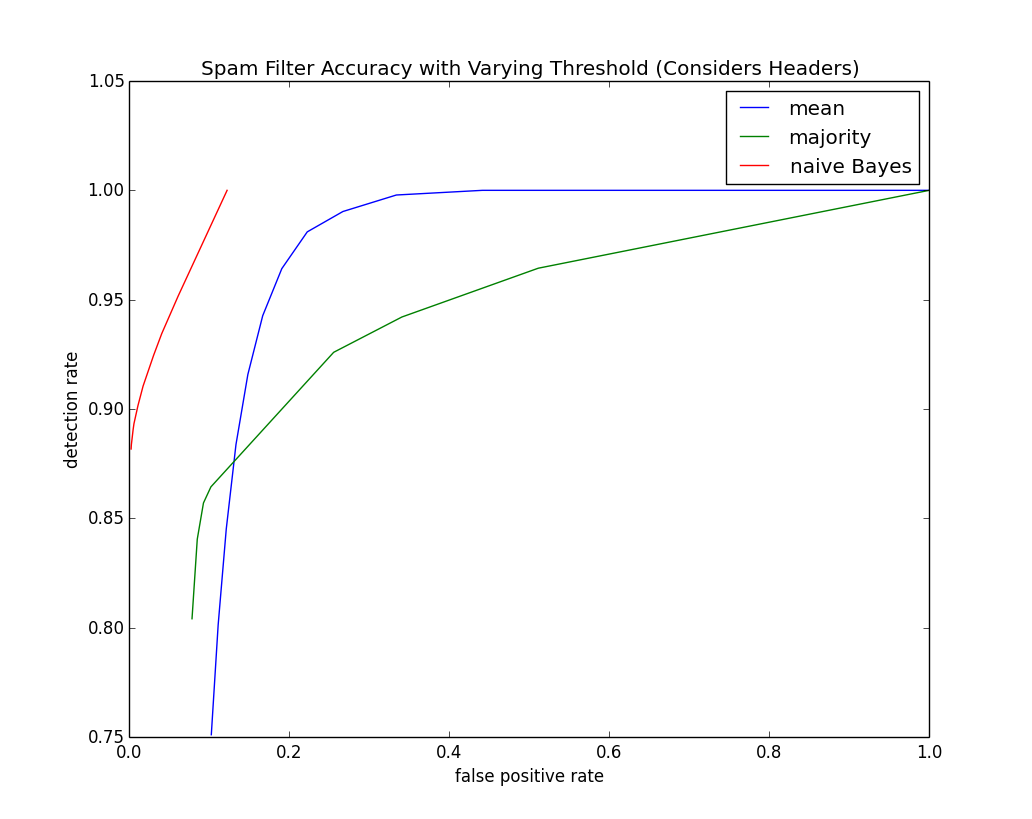 Spam Filter Accuracy with Varying Threshold (Considers Headers)
1.05
mean
majority
naive Bayes
1.00
0.95
0.90
detection rate
0.85
0.80
0.75
0.0 0.2 0.4 0.6 0.8 1.0
false positive rate